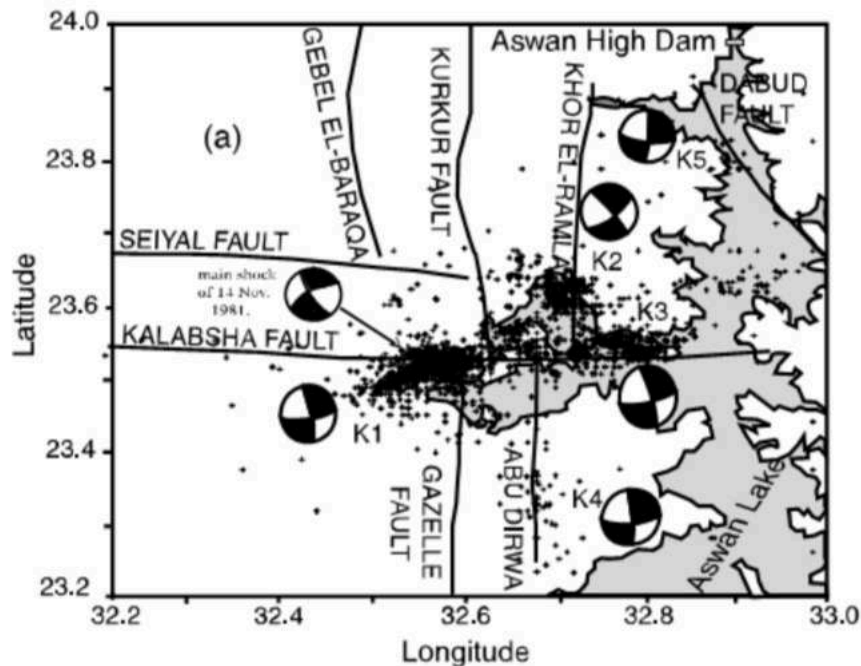 24.0
23.8
23.6
23.4
23.2
Latitude
32.2
32.4
32.6
32.8
33.0
Longitude
(a)
GEBEL EL-BARAQA
KURKUR FAULT
KHOR EL-RAMLA
Aswan High Dam
DABUD
FAULT
K5
SEIYAL FAULT
main shock
of 14 Nov.
1981.
K2
K3
KALABSHA FAULT
K1
GAZELLE
FAULT
ABU DIRWA
K4
Aswan Lake